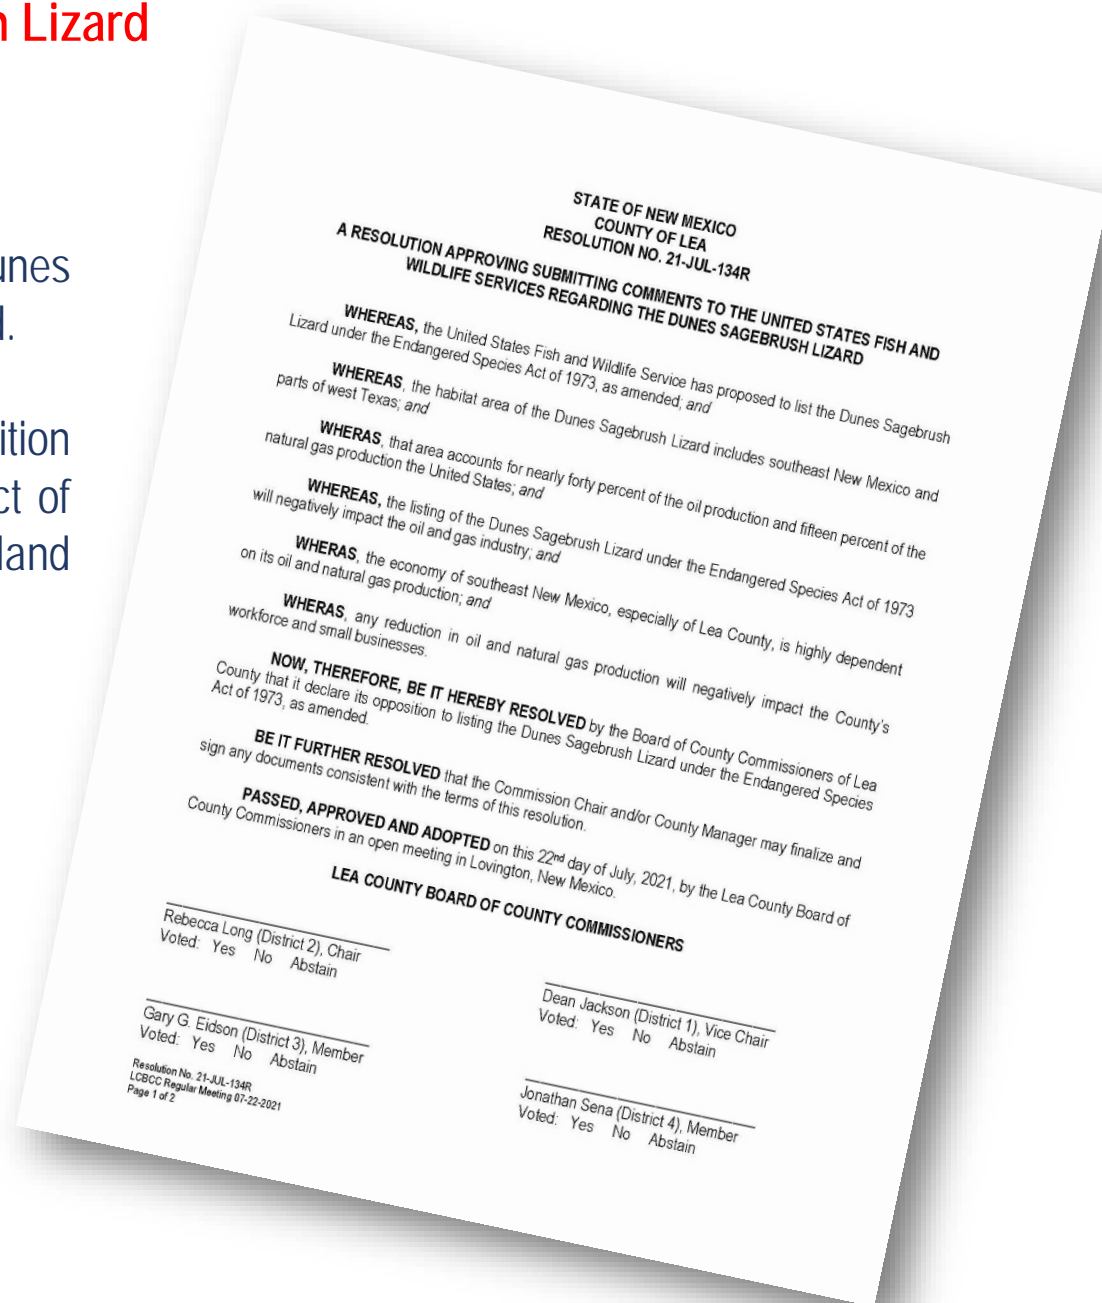 n Lizard
unes
d.
ition
ct of
land
STATE OF NEW MEXICO
COUNTY OF LEA
RESOLUTION NO. 21-JUL-134R
A RESOLUTION APPROVING SUBMITTING COMMENTS TO THE UNITED STATES FISH AND
WILDLIFE SERVICES REGARDING THE DUNES SAGEBRUSH LIZARD
WHEREAS, the United States Fish and Wildlife Service has proposed to list the Dunes Sagebrush
Lizard under the Endangered Species Act of 1973, as amended; and
WHEREAS, the habitat area of the Dunes Sagebrush Lizard includes southeast New Mexico and
parts of west Texas; and
WHERAS, that area accounts for nearly forty percent of the oil production and fifteen percent of the
natural gas production the United States; and
WHEREAS, the listing of the Dunes Sagebrush Lizard under the Endangered Species Act of 1973
will negatively impact the oil and gas industry; and
WHERAS, the economy of southeast New Mexico, especially of Lea County, is highly dependent
on its oil and natural gas production; and
WHERAS, any reduction in oil and natural gas production will negatively impact the County's
workforce and small businesses.
NOW, THEREFORE, BE IT HEREBY RESOLVED by the Board of County Commissioners of Lea
County that it declare its opposition to listing the Dunes Sagebrush Lizard under the Endangered Species
Act of 1973, as amended.
BE IT FURTHER RESOLVED that the Commission Chair and/or County Manager may finalize and
sign any documents consistent with the terms of this resolution.
PASSED, APPROVED AND ADOPTED on this 22nd day of July, 2021, by the Lea County Board of
County Commissioners in an open meeting in Lovington, New Mexico.
LEA COUNTY BOARD OF COUNTY COMMISSIONERS
Rebecca Long (District 2), Chair
Voted: Yes No Abstain
Dean Jackson (District 1), Vice Chair
Voted: Yes No Abstain
Gary G. Eidson (District 3), Member
Voted: Yes No Abstain
Jonathan Sena (District 4), Member
Voted: Yes No Abstain
Resolution No. 21-JUL-134R
LCBCC Regular Meeting 07-22-2021
Page 1 of 2